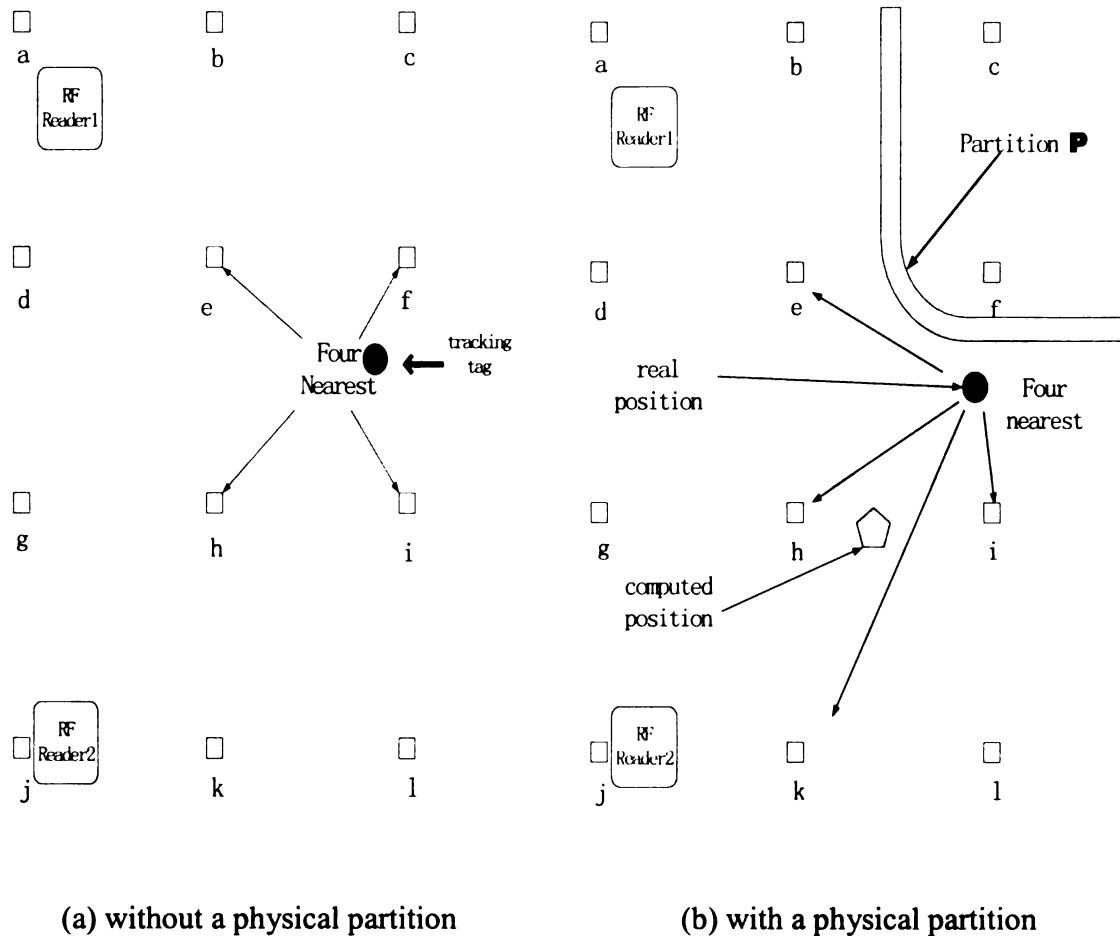 a
b
c
RF
Reader1
d
e
f
Four
Nearest
tracking
tag
g
h
i
RF
Reader2
j
k
l
(a) without a physical partition
a
b
c
RF
Reader1
Partition P
d
e
f
real
position
Four
nearest
g
h
i
computed
position
RF
Reader2
j
k
l
(b) with a physical partition